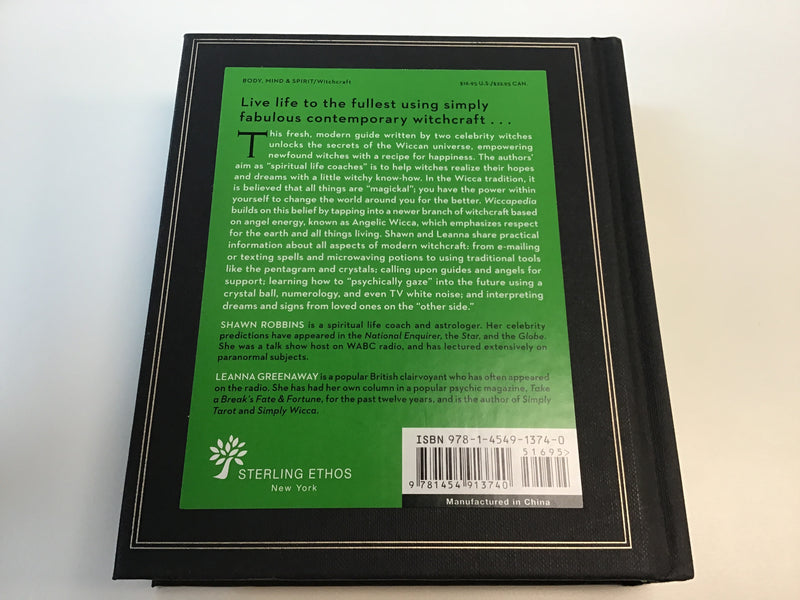 BODY, MIND & SPIRIT/Witchcraft
$16.95 U.S./$22.95 CAN.
Live life to the fullest using simply
fabulous contemporary witchcraft . . .
This fresh, modern guide written by two celebrity witches
unlocks the secrets of the Wiccan universe, empowering
newfound witches with a recipe for happiness. The authors'
aim as "spiritual life coaches" is to help witches realize their hopes
and dreams with a little witchy know-how. In the Wicca tradition, it
is believed that all things are "magickal"; you have the power within
yourself to change the world around you for the better. Wiccapedia
builds on this belief by tapping into a newer branch of witchcraft based
on angel energy, known as Angelic Wicca, which emphasizes respect
for the earth and all things living. Shawn and Leanna share practical
information about all aspects of modern witchcraft: from e-mailing
or texting spells and microwaving potions to using traditional tools
like the pentagram and crystals; calling upon guides and angels for
support; learning how to "psychically gaze" into the future using a
crystal ball, numerology, and even TV white noise; and interpreting
dreams and signs from loved ones on the "other side."
SHAWN ROBBINS is a spiritual life coach and astrologer. Her celebrity
predictions have appeared in the National Enquirer, the Star, and the Globe.
She was a talk show host on WABC radio, and has lectured extensively on
paranormal subjects.
LEANNA GREENAWAY is a popular British clairvoyant who has often appeared
on the radio. She has had her own column in a popular psychic magazine, Take
a Break's Fate & Fortune, for the past twelve years, and is the author of Simply
Tarot and Simply Wicca.
STERLING ETHOS
New York
ISBN 978-1-4549-1374-0
51695>
9 781454 913740
Manufactured in China